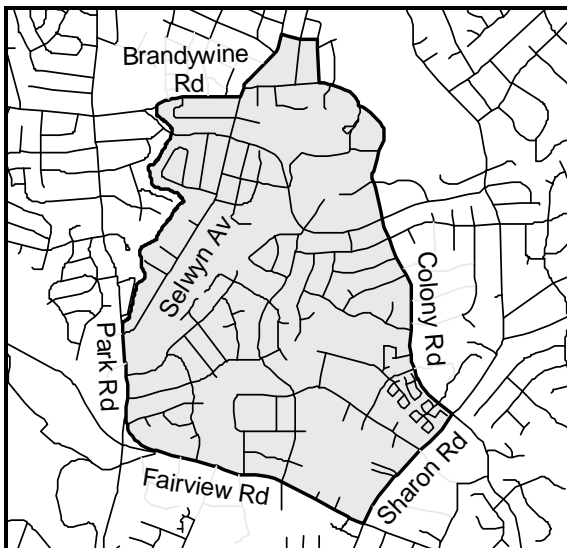 Brandywine
Rd
Selwyn Av
Colony Rd
Park Rd
Sharon Rd
Fairview Rd